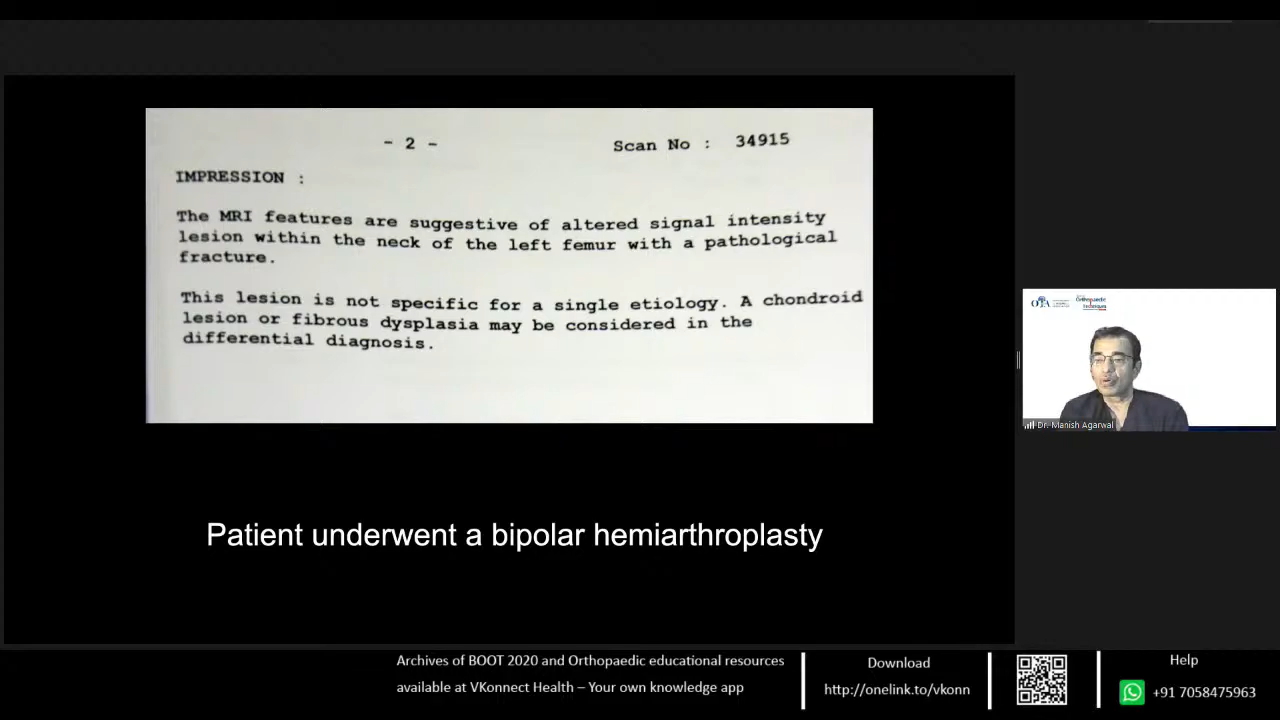 - 2 -
Scan No : 34915
IMPRESSION :
The MRI features are suggestive of altered signal intensity
lesion within the neck of the left femur with a pathological
fracture.
This lesion is not specific for a single etiology. A chondroid
lesion or fibrous dysplasia may be considered in the
differential diagnosis.
Patient underwent a bipolar hemiarthroplasty
Orthopaedic
Dr. Manish Agarwal
Archives of BOOT 2020 and Orthopaedic educational resources
available at VKonnect Health – Your own knowledge app
Download
http://onelink.to/vkonn
Help
+91 7058475963